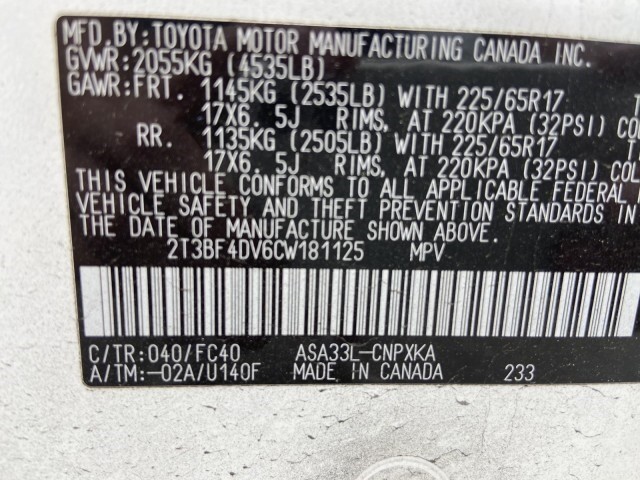 MFD.BY:TOYOTA MOTOR MANUFACTURING CANADA INC.
GVWR:2055KG (4535LB)
GAWR:FRT. 1145KG (2535LB) WITH 225/65R17
17X6. 5J RIMS, AT 220KPA (32PSI) COL
RR. 1135KG (2505LB) WITH 225/65R17
17X6. 5J RIMS, AT 220KPA (32PSI) COL
THIS VEHICLE CONFORMS TO ALL APPLICABLE FEDERAL
VEHICLE SAFETY AND THEFT PREVENTION STANDARDS IN
THE DATE OF MANUFACTURE SHOWN ABOVE.
2T3BF4DV6CW181125 MPV
C/TR:040/FC40 ASA33L-CNPXKA
A/TM:-02A/U140F MADE IN CANADA 233